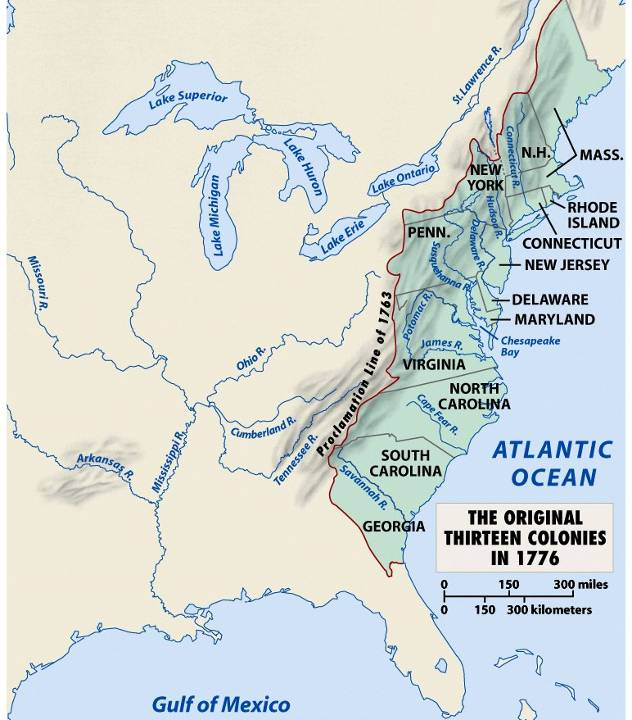 St. Lawrence R.
Lake Superior
Lake Michigan
Lake Huron
Lake Ontario
Lake Erie
Connecticut R.
N.H.
MASS.
NEW
YORK
Hudson R.
RHODE
ISLAND
CONNECTICUT
PENN.
Delaware R.
Susquehanna R.
NEW JERSEY
Missouri R.
Proclamation Line of 1763
DELAWARE
MARYLAND
Potomac R.
Chesapeake
Bay
James R.
Ohio R.
VIRGINIA
NORTH
CAROLINA
Cumberland R.
Cape Fear R.
Tennessee R.
Mississippi R.
Arkansas R.
SOUTH
CAROLINA
Savannah R.
ATLANTIC
OCEAN
GEORGIA
THE ORIGINAL
THIRTEEN COLONIES
IN 1776
0 150 300 miles
0 150 300 kilometers
Gulf of Mexico